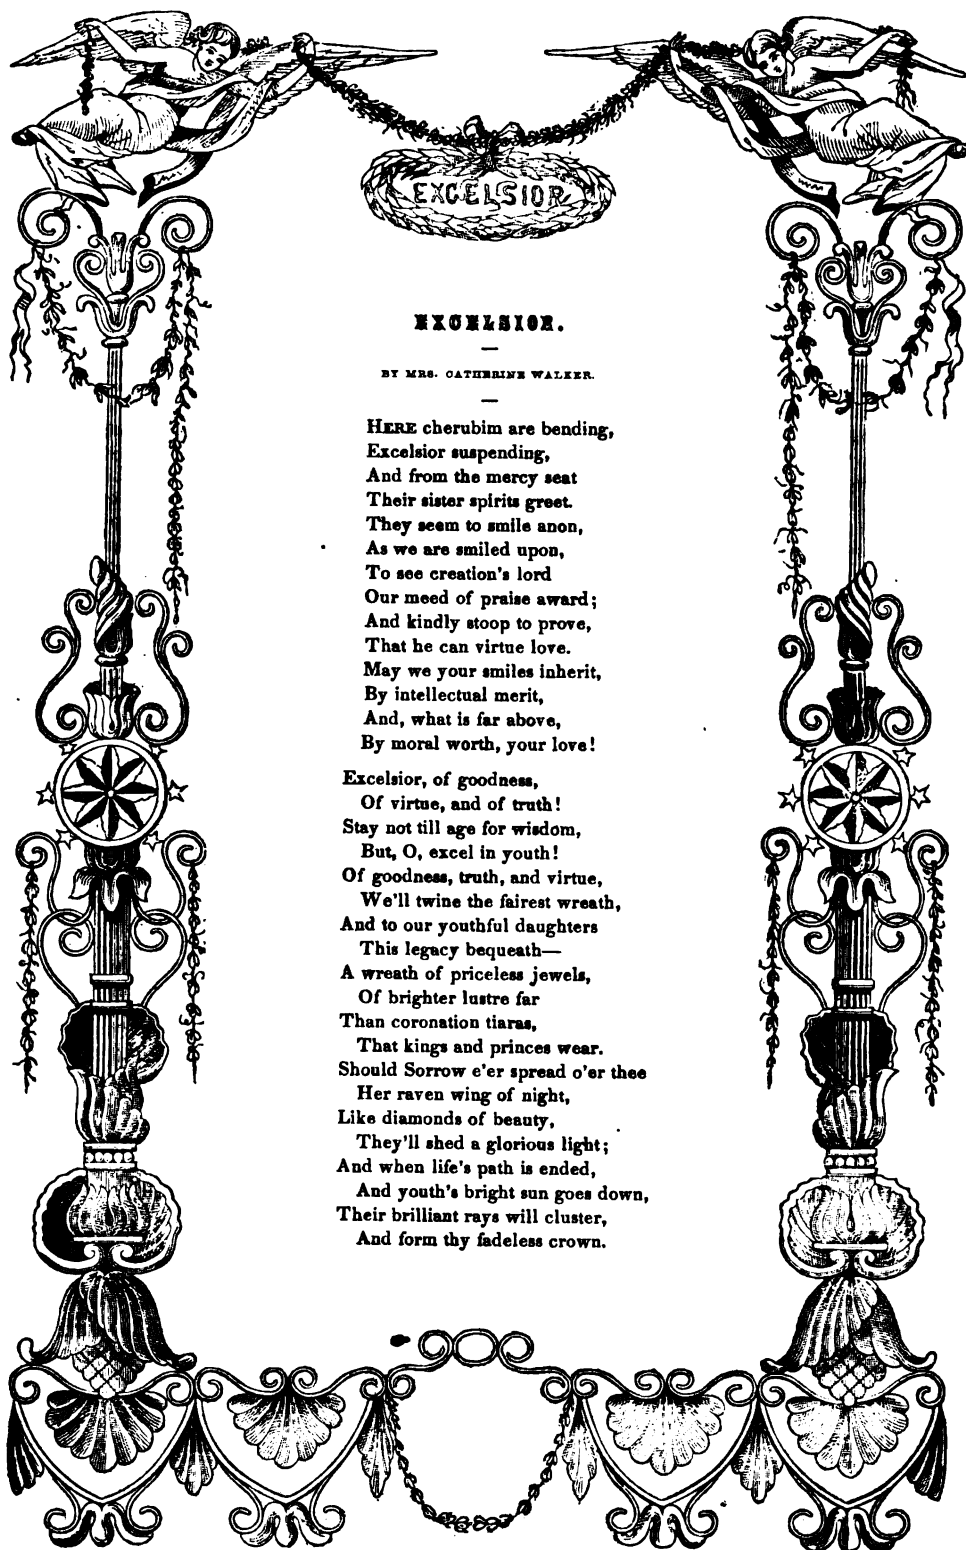 EXCELSIOR
EXCELSIOR.
BY MRS. CATHERINE WALKER.
HERE cherubim are bending,
Excelsior suspending,
And from the mercy seat
Their sister spirits greet.
They seem to smile anon,
As we are smiled upon,
To see creation's lord
Our meed of praise award;
And kindly stoop to prove,
That he can virtue love.
May we your smiles inherit,
By intellectual merit,
And, what is far above,
By moral worth, your love!
Excelsior, of goodness,
Of virtue, and of truth!
Stay not till age for wisdom,
But, O, excel in youth!
Of goodness, truth, and virtue,
We'll twine the fairest wreath,
And to our youthful daughters
This legacy bequeath—
A wreath of priceless jewels,
Of brighter lustre far
Than coronation tiaras,
That kings and princes wear.
Should Sorrow e'er spread o'er thee
Her raven wing of night,
Like diamonds of beauty,
They'll shed a glorious light;
And when life's path is ended,
And youth's bright sun goes down,
Their brilliant rays will cluster,
And form thy fadeless crown.